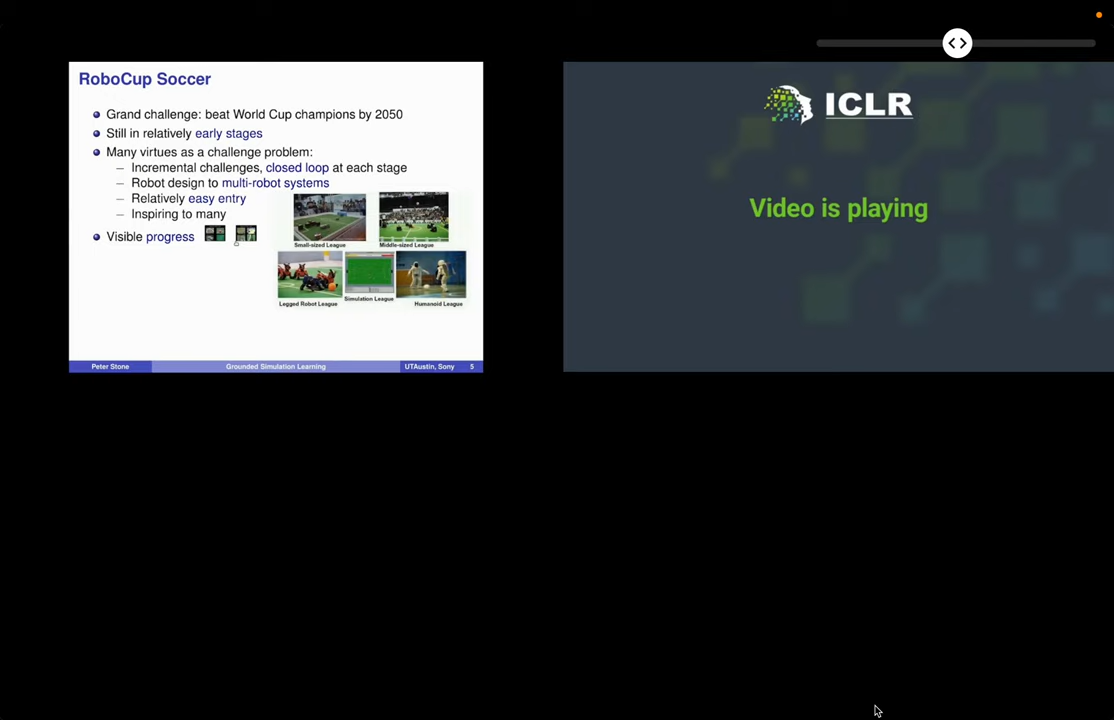 RoboCup Soccer
Grand challenge: beat World Cup champions by 2050
Still in relatively early stages
Many virtues as a challenge problem:
– Incremental challenges, closed loop at each stage
– Robot design to multi-robot systems
– Relatively easy entry
– Inspiring to many
Visible progress
Small-sized League
Middle-sized League
Legged Robot League
Simulation League
Humanoid League
Peter Stone
Grounded Simulation Learning
UTAustin, Sony 5
ICLR
Video is playing